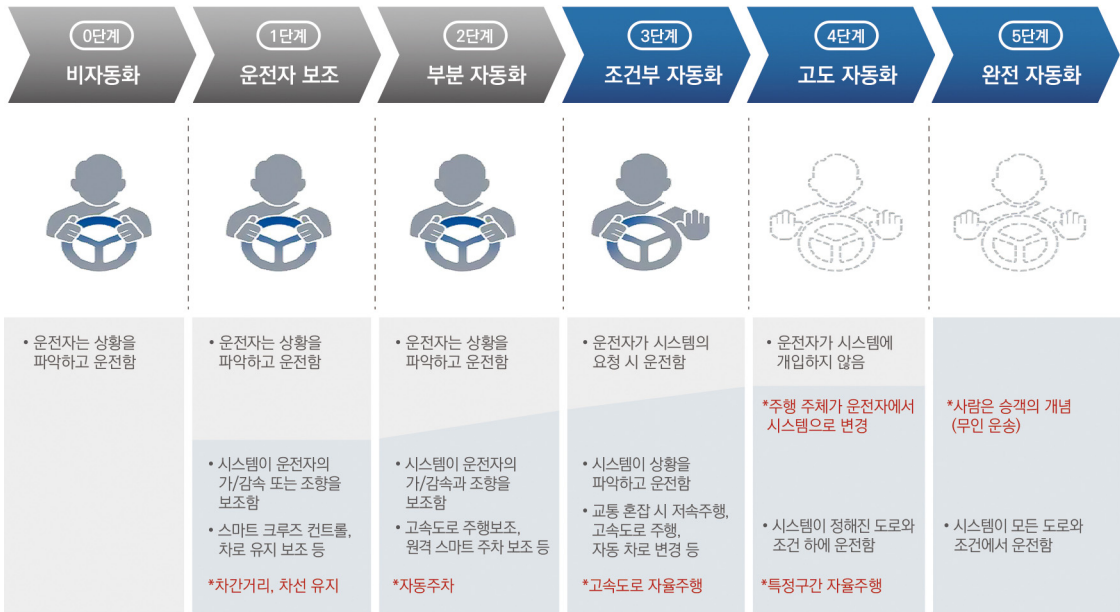 0단계
비자동화
1단계
운전자 보조
2단계
부분 자동화
3단계
조건부 자동화
4단계
고도 자동화
5단계
완전 자동화
• 운전자는 상황을
파악하고 운전함
• 운전자는 상황을
파악하고 운전함
• 시스템이 운전자의
가/감속 또는 조향을
보조함
• 스마트 크루즈 컨트롤,
차로 유지 보조 등
*차간거리, 차선 유지
• 운전자는 상황을
파악하고 운전함
• 시스템이 운전자의
가/감속과 조향을
보조함
• 고속도로 주행보조,
원격 스마트 주차 보조 등
*자동주차
• 운전자가 시스템의
요청 시 운전함
• 시스템이 상황을
파악하고 운전함
• 교통 혼잡 시 저속주행,
고속도로 주행,
자동 차로 변경 등
*고속도로 자율주행
• 운전자가 시스템에
개입하지 않음
*주행 주체가 운전자에서
시스템으로 변경
• 시스템이 정해진 도로와
조건 하에 운전함
*특정구간 자율주행
*사람은 승객의 개념
(무인 운송)
• 시스템이 모든 도로와
조건에서 운전함